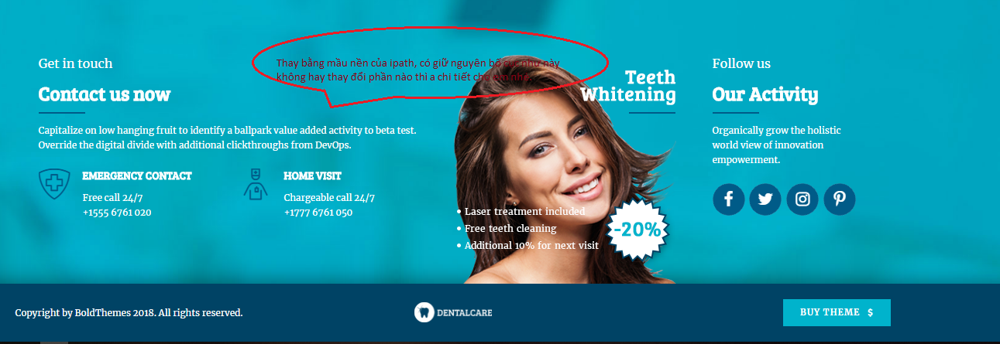 Get in touch
Contact us now
Capitalize on low hanging fruit to identify a ballpark value added activity to beta test.
Override the digital divide with additional clickthroughs from DevOps.
EMERGENCY CONTACT
Free call 24/7
+1555 6761 020
HOME VISIT
Chargeable call 24/7
+1777 6761 050
Thay bằng mầu nền của ipath, có giữ nguyên bố cục như này
không hay thay đổi phần nào thì a chi tiết cho
Teeth
Whitening
• Laser treatment included
• Free teeth cleaning
• Additional 10% for next visit
-20%
Follow us
Our Activity
Organically grow the holistic
world view of innovation
empowerment.
Copyright by BoldThemes 2018. All rights reserved.
DENTALCARE
BUY THEME $